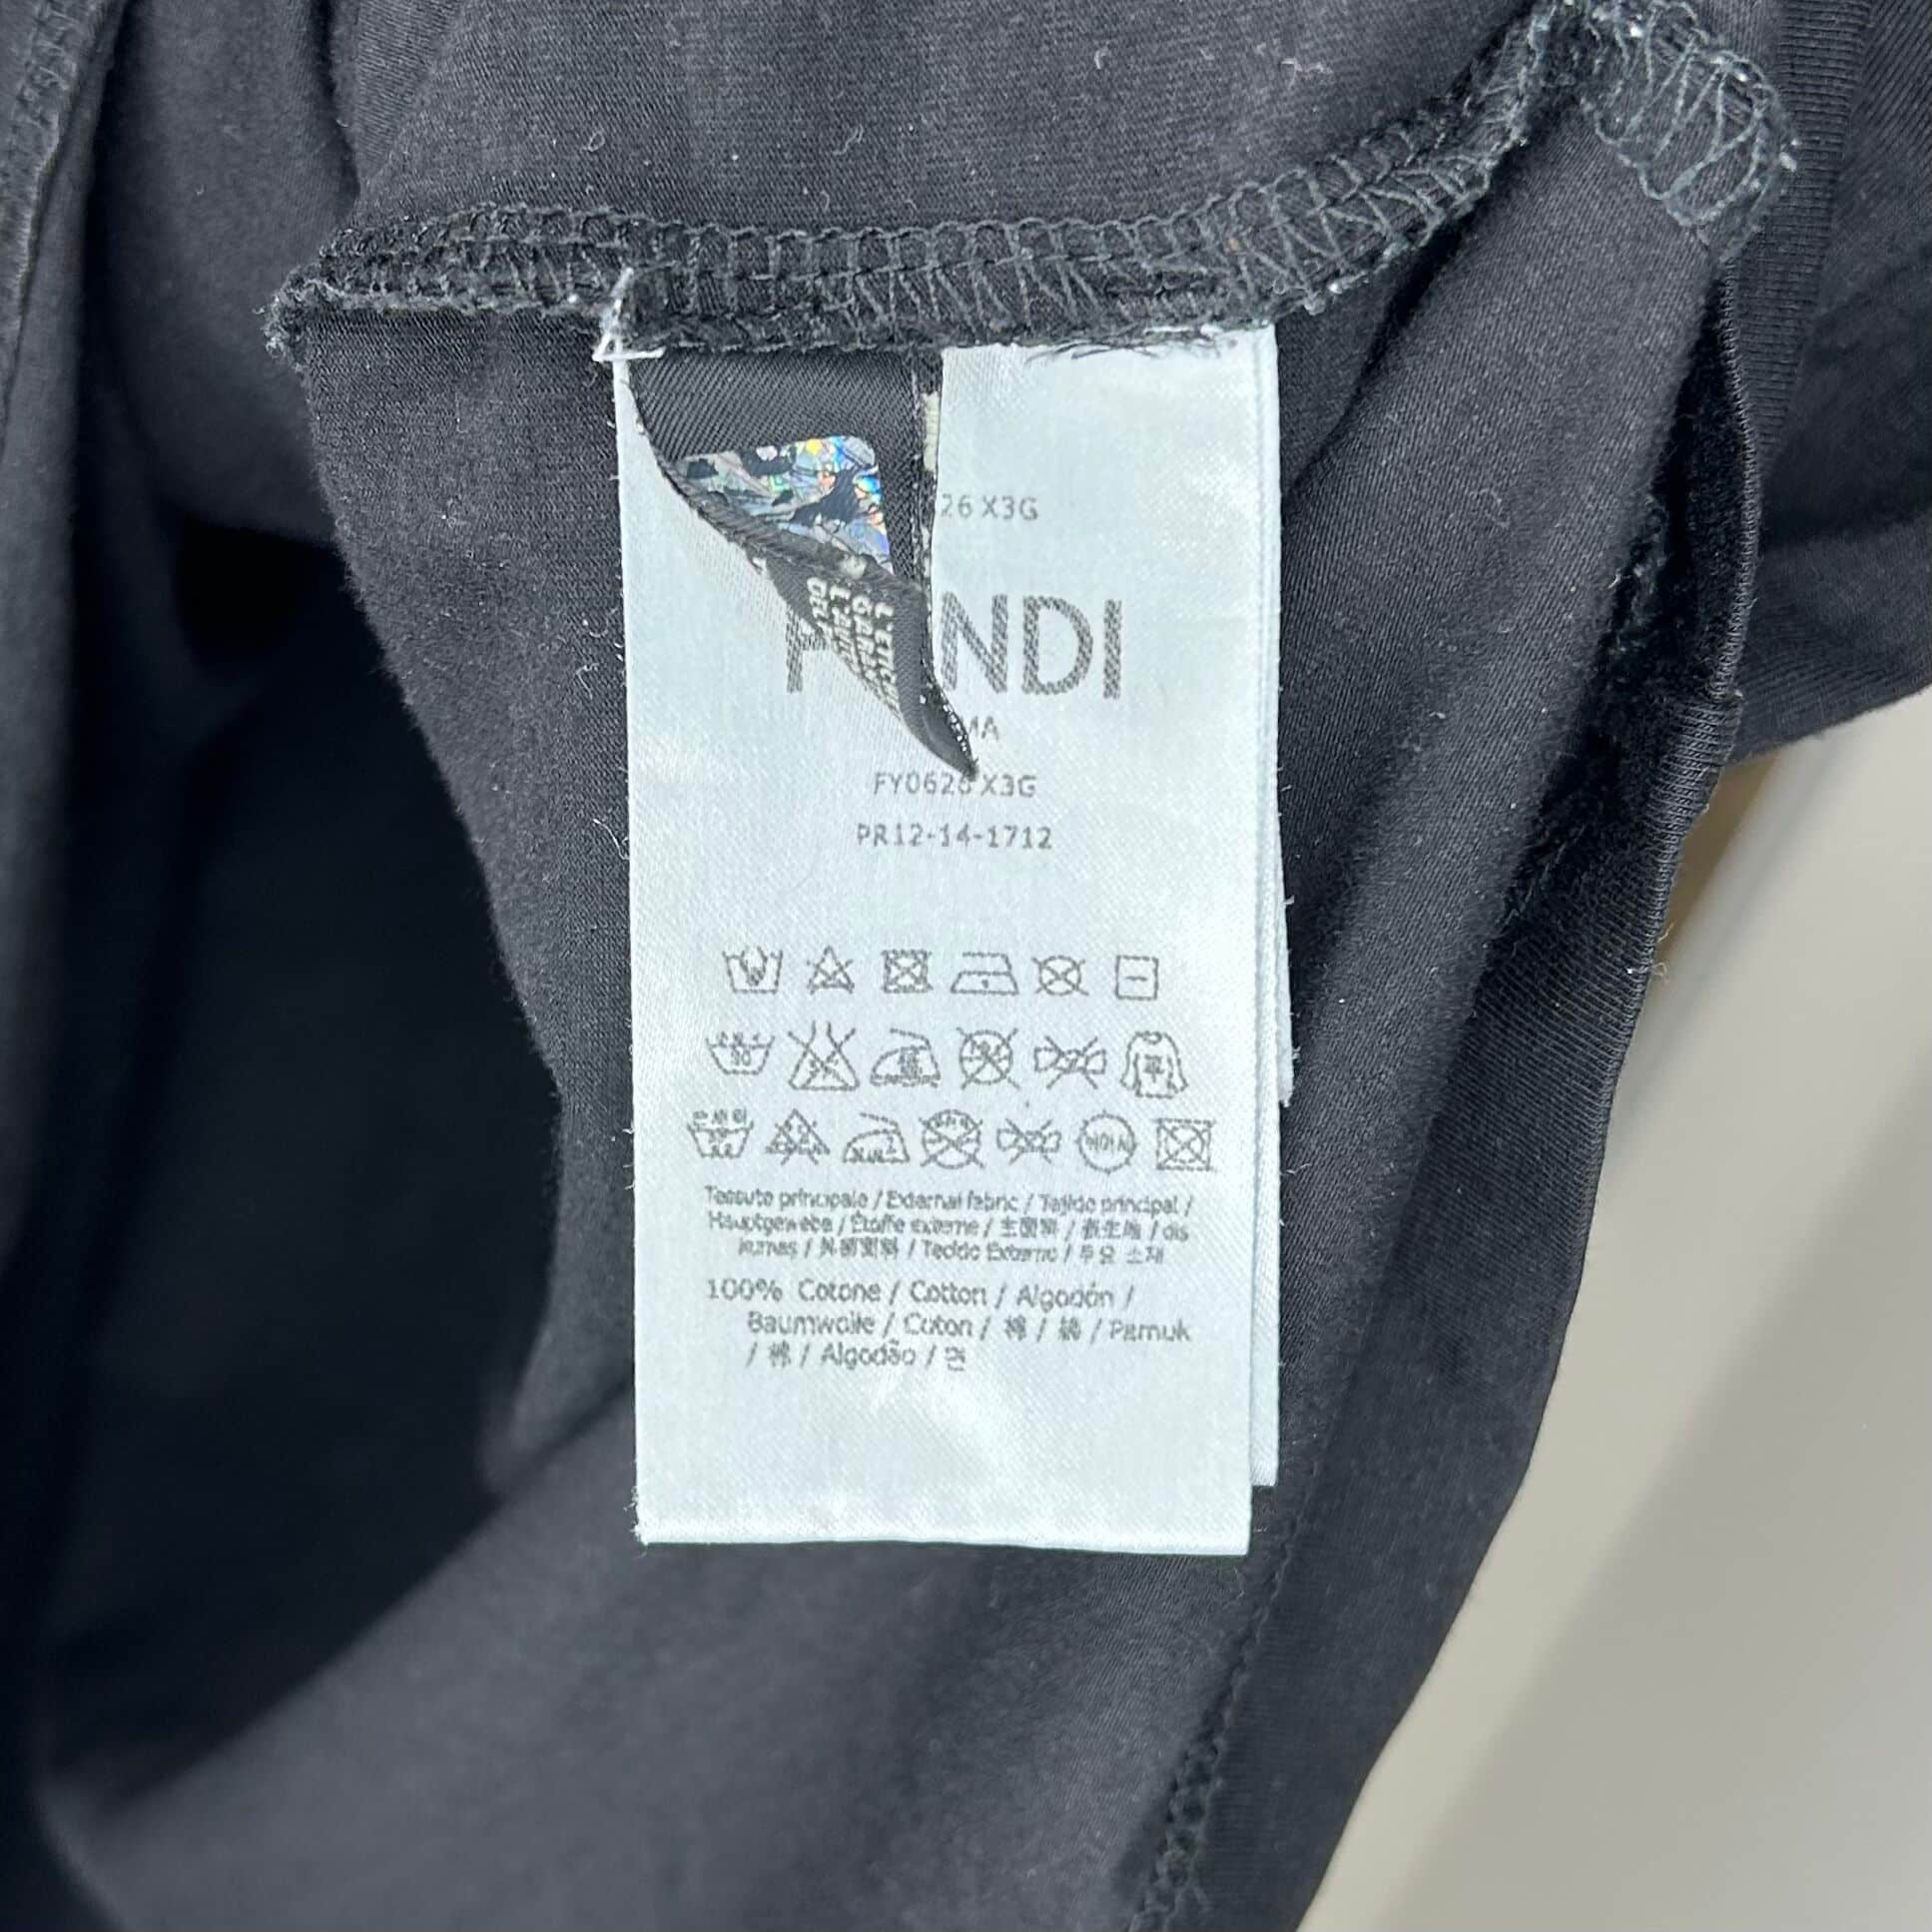 26 X3G
NDI
MA
FY0626 X3G
PR12-14-1712
Tessuto principale / External fabric / Tejido principal /
Hauptgewebe / Étoffe externe / 主面料 / 表生地 / dış
kumaş / 外層面料 / Tecido Externo / 주요 소재
100% Cotone / Cotton / Algodón /
Baumwolle / Coton / 棉 / 綿 / Pamuk
/ 棉 / Algodão / 면